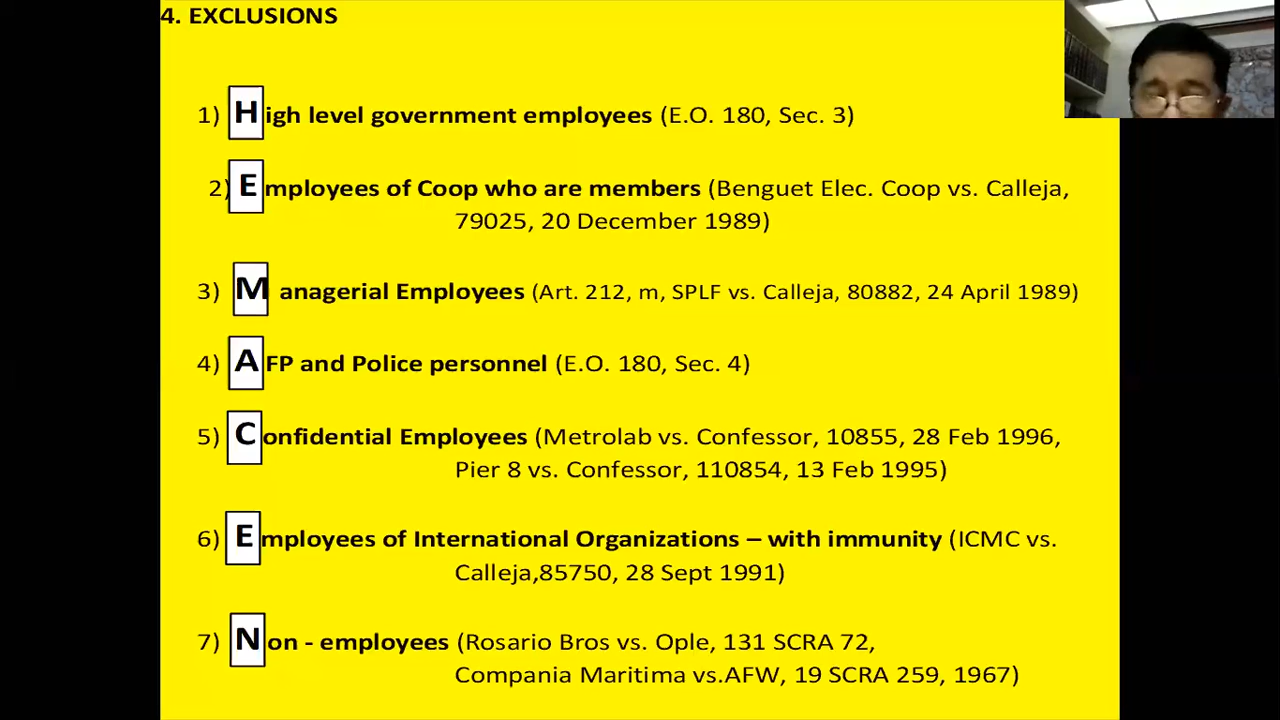 4. EXCLUSIONS
1) High level government employees (E.O. 180, Sec. 3)
2) Employees of Coop who are members (Benguet Elec. Coop vs. Calleja,
79025, 20 December 1989)
3) M anagerial Employees (Art. 212, m, SPLF vs. Calleja, 80882, 24 April 1989)
4) AFP and Police personnel (E.O. 180, Sec. 4)
5) Confidential Employees (Metrolab vs. Confessor, 10855, 28 Feb 1996,
Pier 8 vs. Confessor, 110854, 13 Feb 1995)
6) Employees of International Organizations – with immunity (ICMC vs.
Calleja,85750, 28 Sept 1991)
7) Non - employees (Rosario Bros vs. Ople, 131 SCRA 72,
Compania Maritima vs.AFW, 19 SCRA 259, 1967)